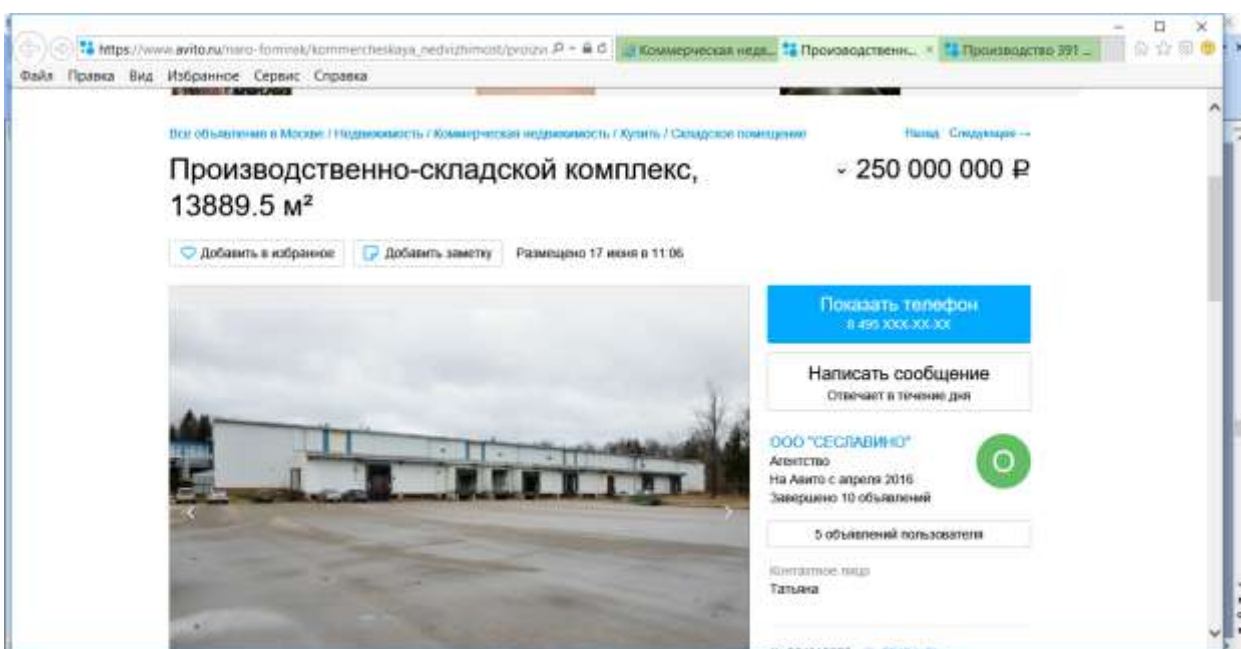 https://www.avito.ru/naro-fominsk/kommercheskaya_nedvizhimost/proizv
Коммерческая недв...
Производственн...
Производство 391 ...
Файл Правка Вид Избранное Сервис Справка
Все объявления в Москве / Недвижимость / Коммерческая недвижимость / Купить / Складское помещение
Назад Следующее →
Производственно-складской комплекс, 13889.5 м²
250 000 000 ₽
Добавить в избранное
Добавить заметку
Размещено 17 июня в 11:06
Показать телефон
8 495 XXX-XX-XX
Написать сообщение
Отвечает в течение дня
ООО "СЕСЛАВИНО"
О
Агентство
На Авито с апреля 2016
Завершено 10 объявлений
5 объявлений пользователя
Контактное лицо
Татьяна